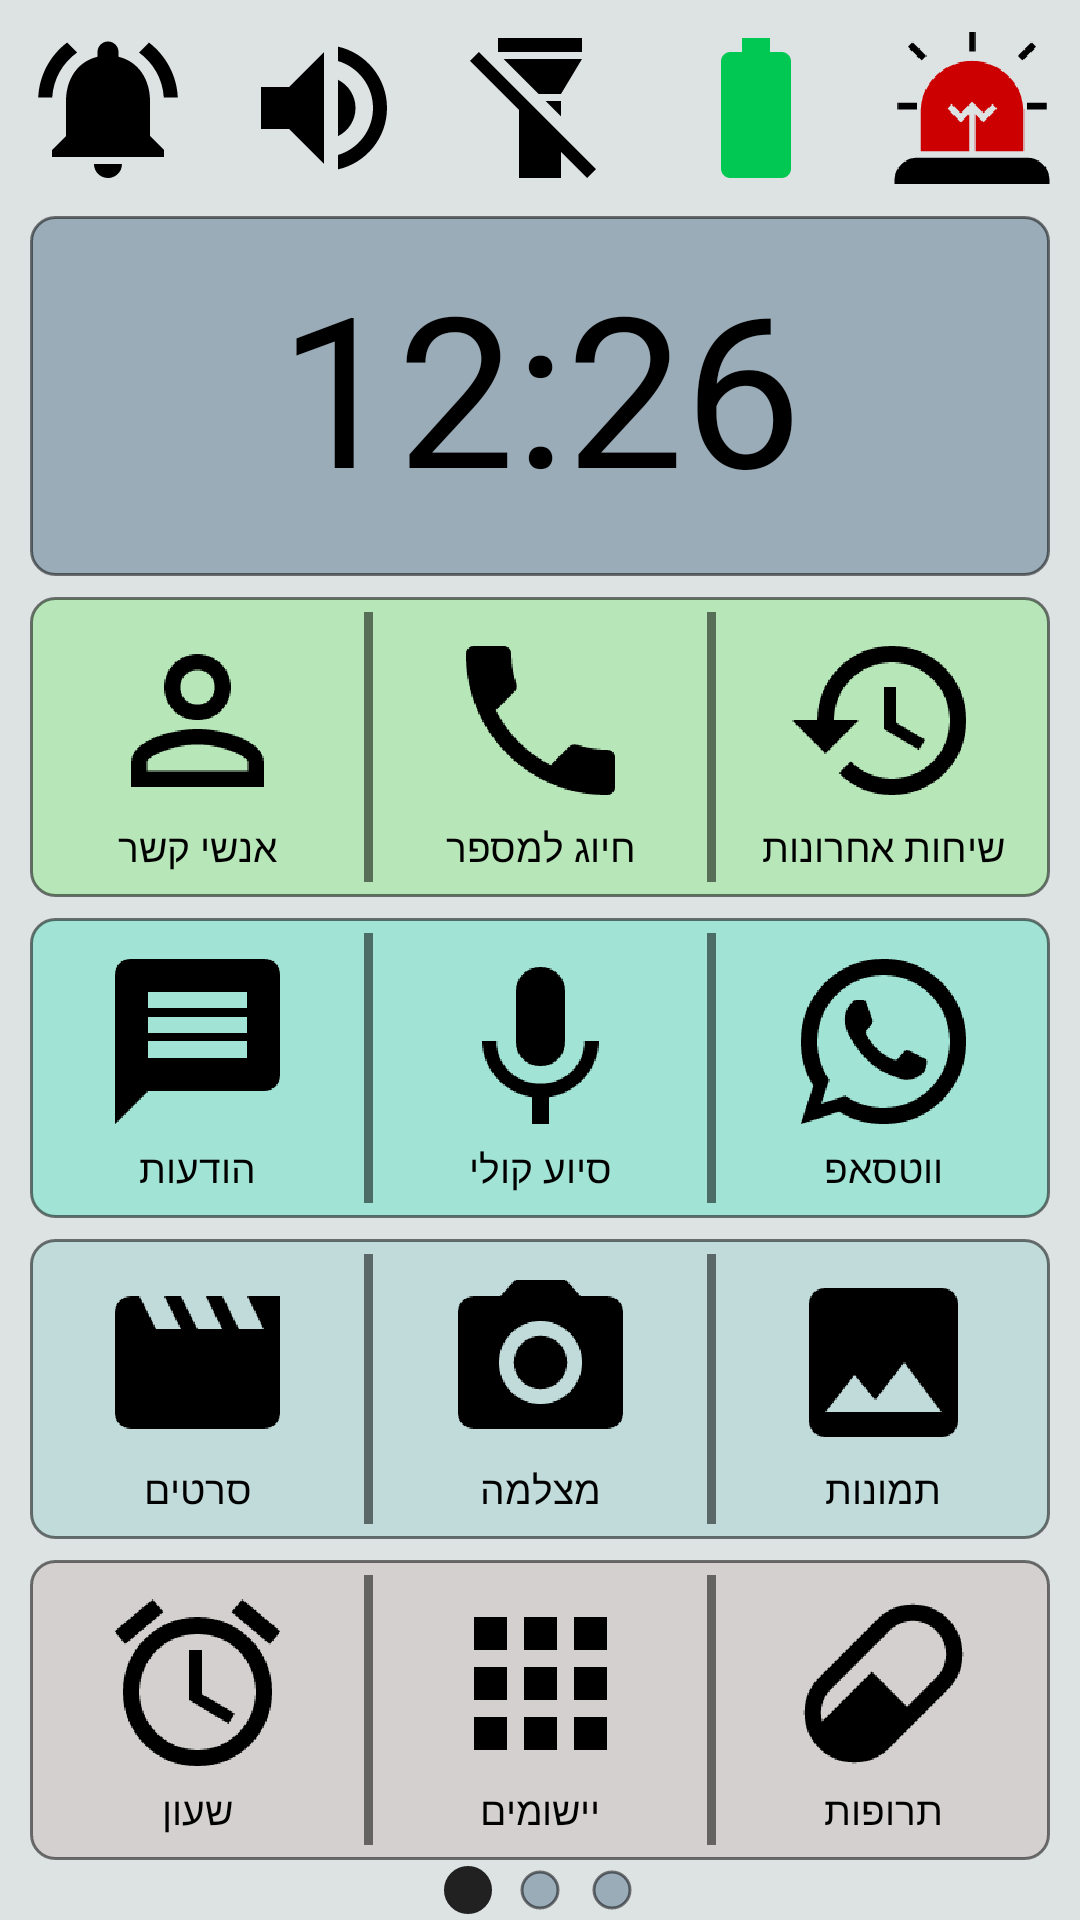 12:26
שיחות אחרונות
חיוג למספר
אנשי קשר
ווטסאפ
סיוע קולי
הודעות
תמונות
מצלמה
סרטים
תרופות
יישומים
שעון